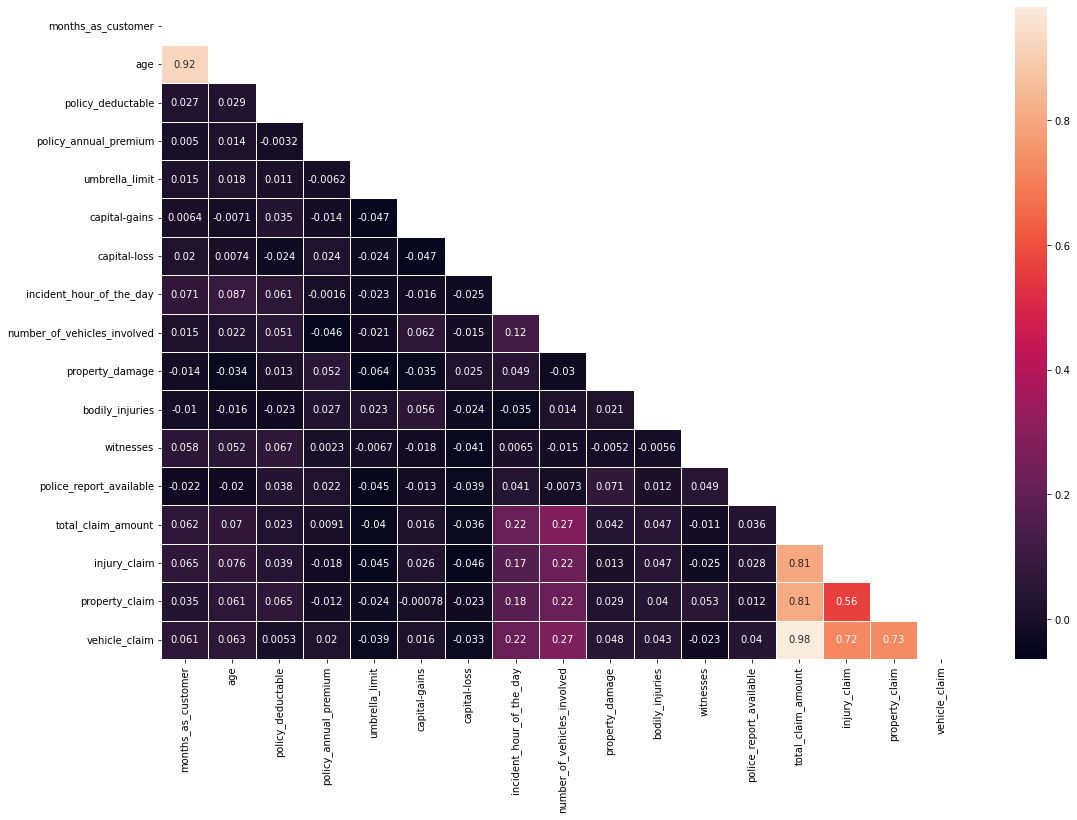 months_as_customer
age 0.92
policy_deductable 0.027 0.029
policy_annual_premium 0.005 0.014 -0.0032
umbrella_limit 0.015 0.018 0.011 -0.0062
capital-gains 0.0064 -0.0071 0.035 -0.014 -0.047
capital-loss 0.02 0.0074 -0.024 0.024 -0.024 -0.047
incident_hour_of_the_day 0.071 0.087 0.061 -0.0016 -0.023 -0.016 -0.025
number_of_vehicles_involved 0.015 0.022 0.051 -0.046 -0.021 0.062 -0.015 0.12
property_damage -0.014 -0.034 0.013 0.052 -0.064 -0.035 0.025 0.049 -0.03
bodily_injuries -0.01 -0.016 -0.023 0.027 0.023 0.056 -0.024 -0.035 0.014 0.021
witnesses 0.058 0.052 0.067 0.0023 -0.0067 -0.018 -0.041 0.0065 -0.015 -0.0052 -0.0056
police_report_available -0.022 -0.02 0.038 0.022 -0.045 -0.013 -0.039 0.041 -0.0073 0.071 0.012 0.049
total_claim_amount 0.062 0.07 0.023 0.0091 -0.04 0.016 -0.036 0.22 0.27 0.042 0.047 -0.011 0.036
injury_claim 0.065 0.076 0.039 -0.018 -0.045 0.026 -0.046 0.17 0.22 0.013 0.047 -0.025 0.028 0.81
property_claim 0.035 0.061 0.065 -0.012 -0.024 -0.00078 -0.023 0.18 0.22 0.029 0.04 0.053 0.012 0.81 0.56
vehicle_claim 0.061 0.063 0.0053 0.02 -0.039 0.016 -0.033 0.22 0.27 0.048 0.043 -0.023 0.04 0.98 0.72 0.73
months_as_customer
age
policy_deductable
policy_annual_premium
umbrella_limit
capital-gains
capital-loss
incident_hour_of_the_day
number_of_vehicles_involved
property_damage
bodily_injuries
witnesses
police_report_available
total_claim_amount
injury_claim
property_claim
vehicle_claim
0.8
0.6
0.4
0.2
0.0